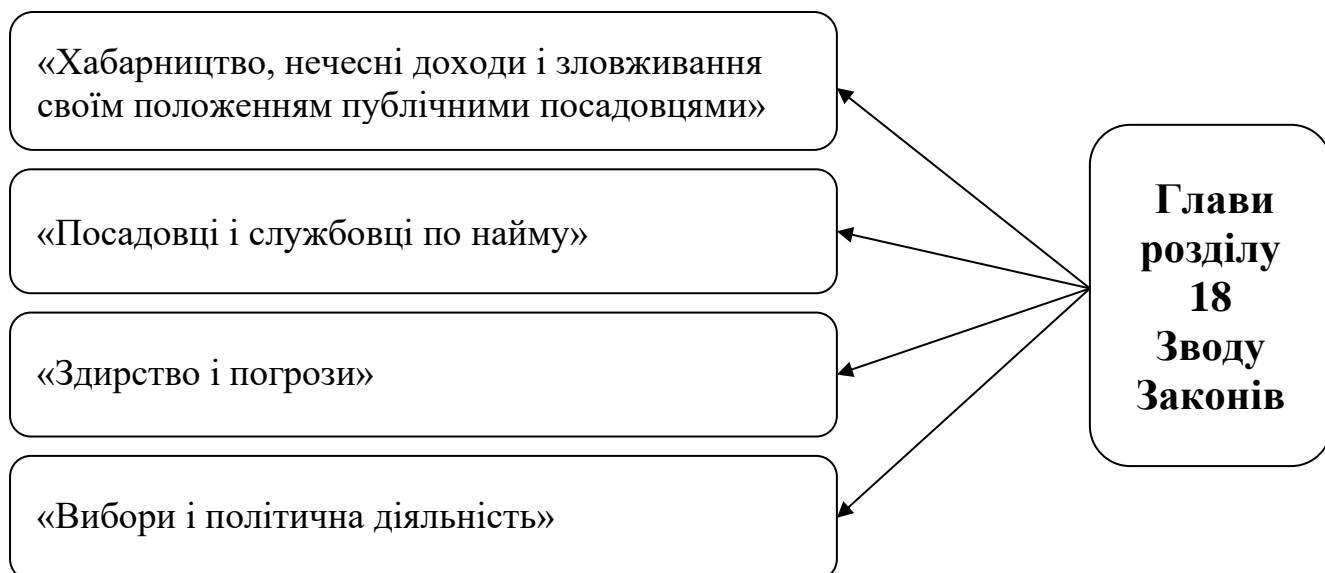 «Хабарництво, нечесні доходи і зловживання
своїм положенням публічними посадовцями»
«Посадовці і службовці по найму»
«Здирство і погрози»
«Вибори і політична діяльність»
Глави
розділу
18
Зводу
Законів